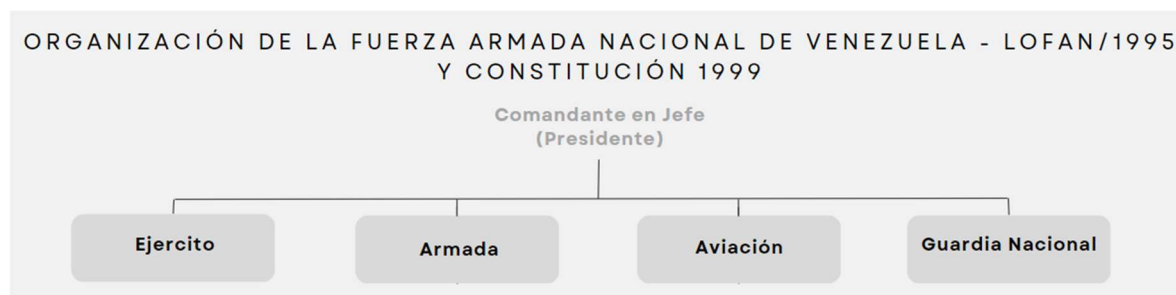 ORGANIZACIÓN DE LA FUERZA ARMADA NACIONAL DE VENEZUELA - LOFAN/1995
Y CONSTITUCIÓN 1999
Comandante en Jefe
(Presidente)
Ejercito
Armada
Aviación
Guardia Nacional